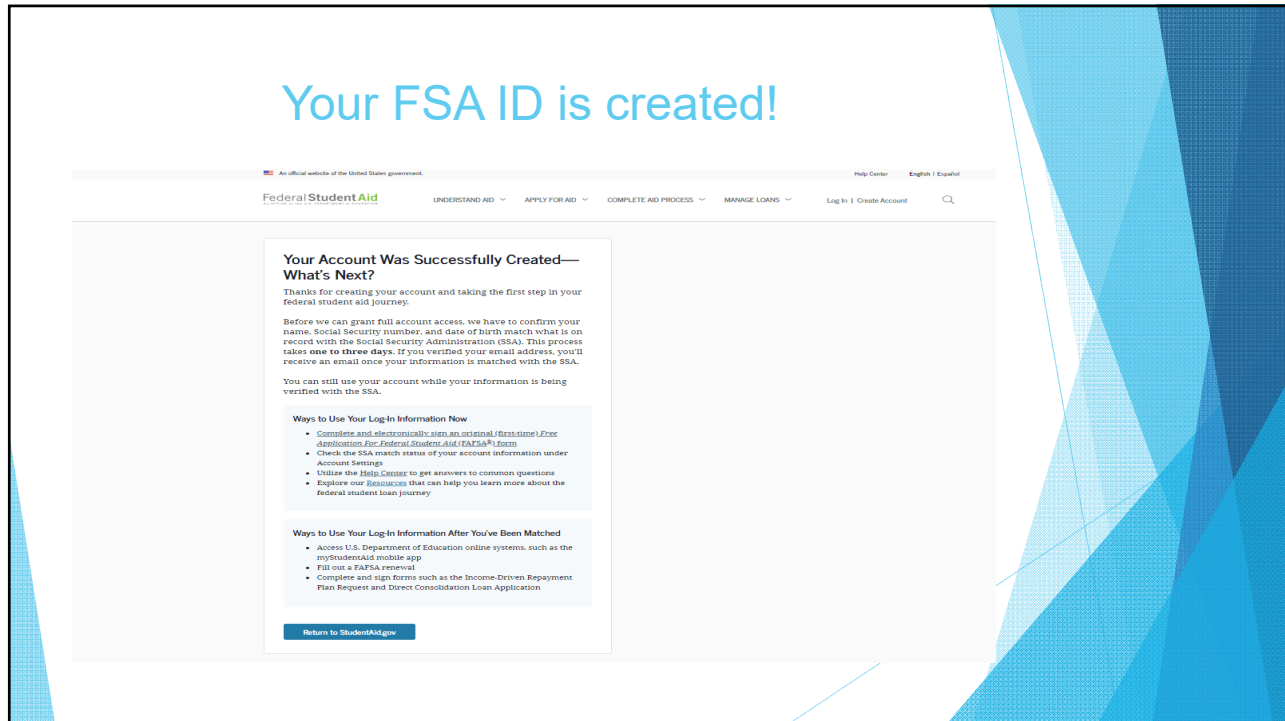 Your FSA ID is created!
An official website of the United States government.
Help Center English | Español
Federal Student Aid
AN OFFICE of the U.S. DEPARTMENT of EDUCATION
UNDERSTAND AID APPLY FOR AID COMPLETE AID PROCESS MANAGE LOANS Log In | Create Account
Your Account Was Successfully Created—
What's Next?
Thanks for creating your account and taking the first step in your
federal student aid journey.
Before we can grant full account access, we have to confirm your
name, Social Security number, and date of birth match what is on
record with the Social Security Administration (SSA). This process
takes one to three days. If you verified your email address, you'll
receive an email once your information is matched with the SSA.
You can still use your account while your information is being
verified with the SSA.
Ways to Use Your Log-In Information Now
• Complete and electronically sign an original (first-time) Free
Application For Federal Student Aid (FAFSA®) form
• Check the SSA match status of your account information under
Account Settings
• Utilize the Help Center to get answers to common questions
• Explore our Resources that can help you learn more about the
federal student loan journey
Ways to Use Your Log-In Information After You've Been Matched
• Access U.S. Department of Education online systems, such as the
myStudentAid mobile app
• Fill out a FAFSA renewal
• Complete and sign forms such as the Income-Driven Repayment
Plan Request and Direct Consolidation Loan Application
Return to StudentAid.gov